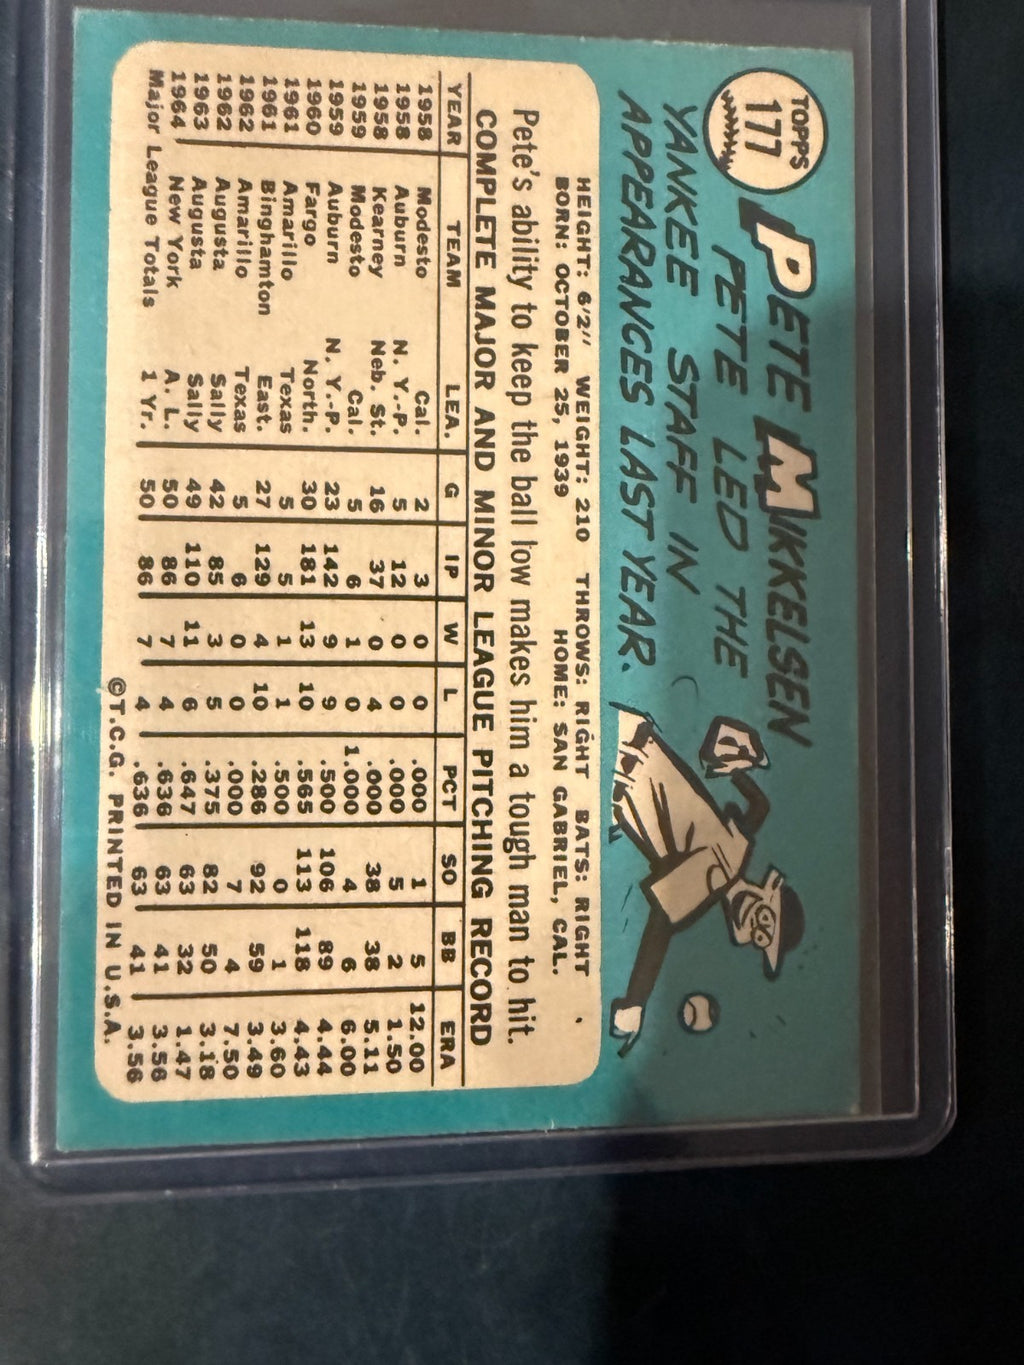 TOPPS
177
PETE MIKKELSEN
PETE LED THE
YANKEE STAFF IN
APPEARANCES LAST YEAR.
HEIGHT: 6'2" WEIGHT: 210 THROWS: RIGHT BATS: RIGHT
BORN: OCTOBER 25, 1939 HOME: SAN GABRIEL, CAL.
Pete's ability to keep the ball low makes him a tough man to hit.
COMPLETE MAJOR AND MINOR LEAGUE PITCHING RECORD
YEAR TEAM LEA. G IP W L PCT SO BB ERA
1958 Modesto Cal. 2 3 0 0 .000 1 5 12.00
1958 Auburn N. Y.-P. 5 12 0 0 .000 5 2 1.50
1958 Kearney Neb. St. 16 37 0 4 .000 38 38 5.11
1959 Modesto Cal. 5 6 1 0 1.000 4 6 6.00
1959 Auburn N. Y.-P. 23 142 9 9 .500 106 89 4.44
1960 Fargo North. 30 181 13 10 .565 113 118 4.43
1961 Amarillo Texas 5 5 1 1 .500 0 1 3.60
1961 Binghamton East. 27 129 4 10 .286 92 59 3.49
1962 Amarillo Texas 5 6 0 0 .000 7 4 7.50
1962 Augusta Sally 42 85 3 5 .375 82 50 3.18
1963 Augusta Sally 49 110 11 6 .647 63 32 1.47
1964 New York A. L. 50 86 7 4 .636 63 41 3.56
Major League Totals 1 Yr. 50 86 7 4 .636 63 41 3.56
©T.C.G. PRINTED IN U.S.A.